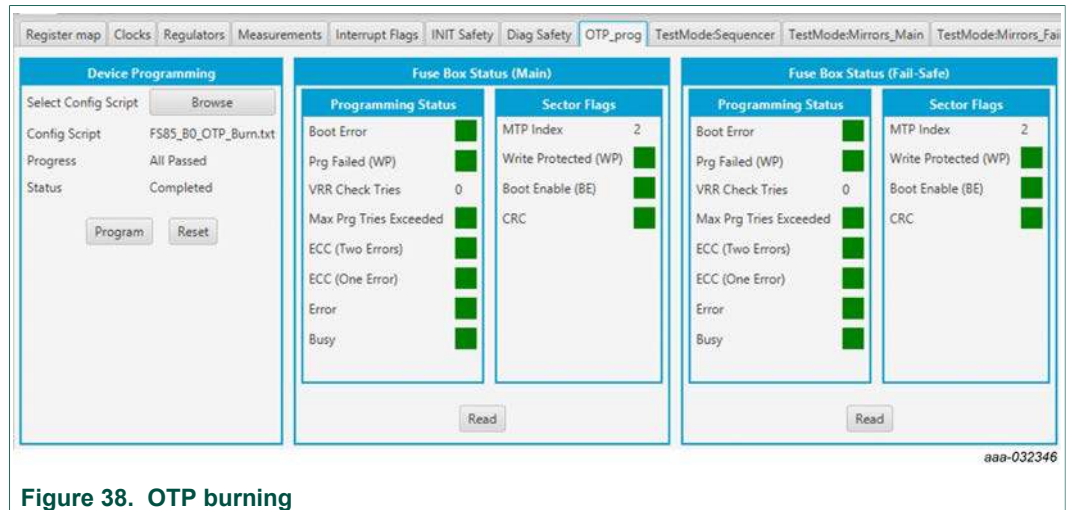 Register map Clocks Regulators Measurements Interrupt Flags INIT Safety Diag Safety OTP_prog TestMode:Sequencer TestMode:Mirrors_Main TestMode:Mirrors_Fai
Device Programming
Select Config Script Browse
Config Script FS85_B0_OTP_Burn.txt
Progress All Passed
Status Completed
Program Reset
Fuse Box Status (Main)
Programming Status
Boot Error
Prg Failed (WP)
VRR Check Tries 0
Max Prg Tries Exceeded
ECC (Two Errors)
ECC (One Error)
Error
Busy
Sector Flags
MTP Index 2
Write Protected (WP)
Boot Enable (BE)
CRC
Read
Fuse Box Status (Fail-Safe)
Programming Status
Boot Error
Prg Failed (WP)
VRR Check Tries 0
Max Prg Tries Exceeded
ECC (Two Errors)
ECC (One Error)
Error
Busy
Sector Flags
MTP Index 2
Write Protected (WP)
Boot Enable (BE)
CRC
Read
aaa-032346
Figure 38. OTP burning